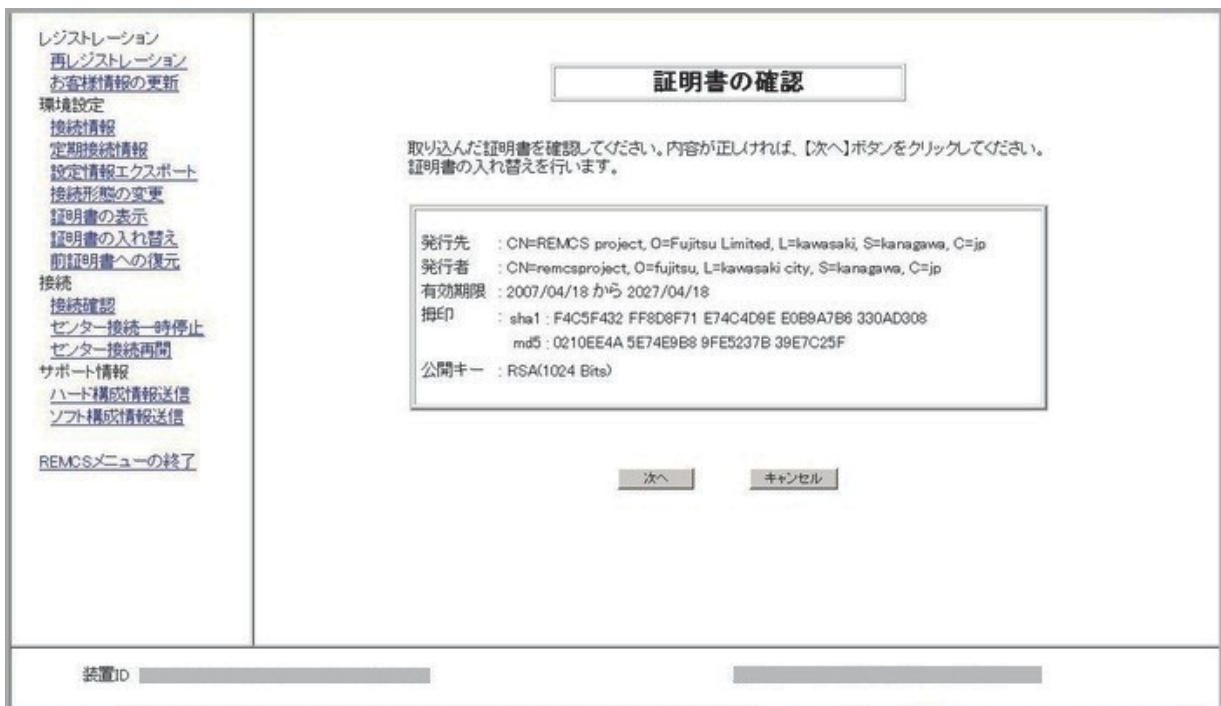 レジストレーション
再レジストレーション
お客様情報の更新
環境設定
接続情報
定期接続情報
設定情報エクスポート
接続形態の変更
証明書の表示
証明書の入れ替え
前証明書への復元
接続
接続確認
センター接続一時停止
センター接続再開
サポート情報
ハード構成情報送信
ソフト構成情報送信
REMCSメニューの終了
証明書の確認
取り込んだ証明書を確認してください。内容が正しければ、【次へ】ボタンをクリックしてください。
証明書の入れ替えを行います。
発行先 : CN=REMCS project, O=Fujitsu Limited, L=kawasaki, S=kanagawa, C=jp
発行者 : CN=remcsproject, O=fujitsu, L=kawasaki city, S=kanagawa, C=jp
有効期限 : 2007/04/18 から 2027/04/18
拇印 : sha1 : F4C5F432 FF8D8F71 E74C4D9E E0B9A7B6 330AD308
md5 : 0210EE4A 5E74E9B8 9FE5237B 39E7C25F
公開キー : RSA(1024 Bits)
次へ キャンセル
装置ID